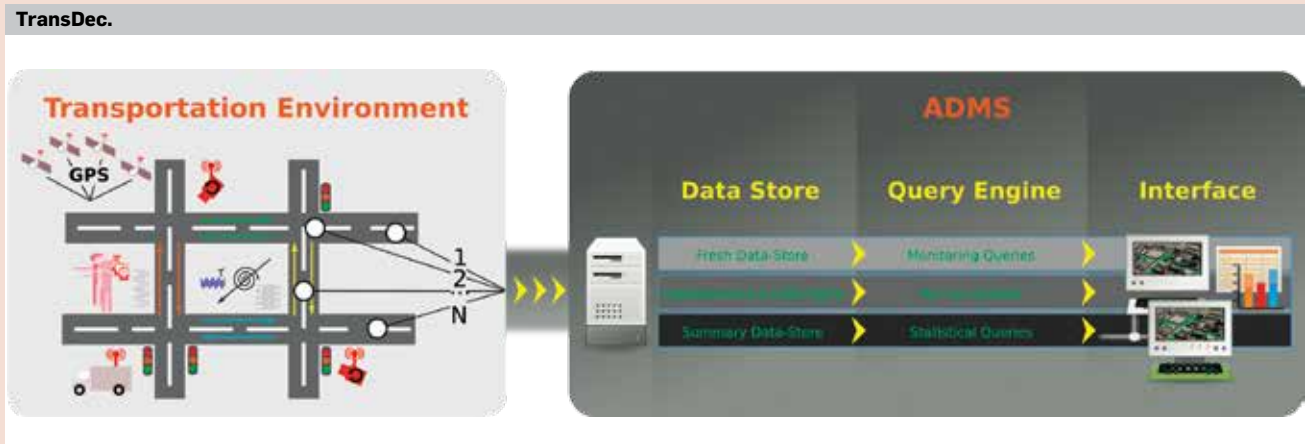 TransDec.
Transportation Environment
GPS
1
2
..
N
ADMS
Data Store
Query Engine
Interface
Fresh Data-Store
Monitoring Queries
Summary Data-Store
Statistical Queries